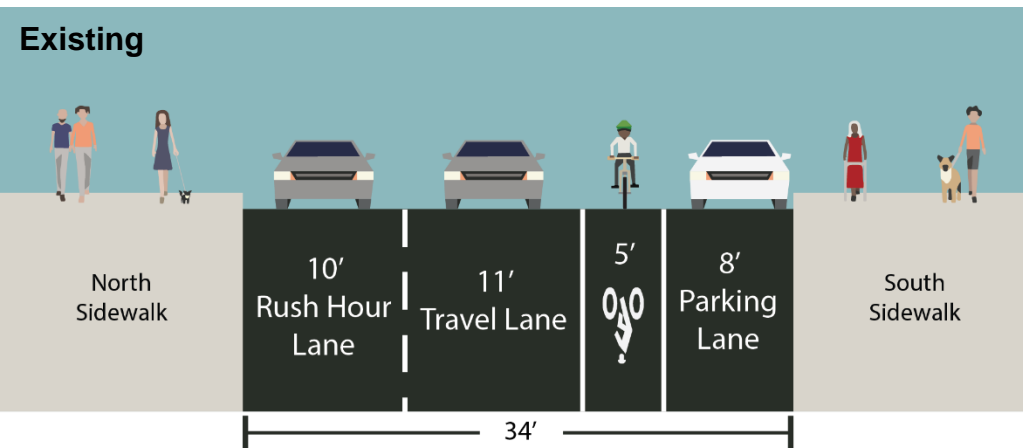 Existing
North
Sidewalk
10′
Rush Hour
Lane
11′
Travel Lane
5′
8′
Parking
Lane
South
Sidewalk
34′